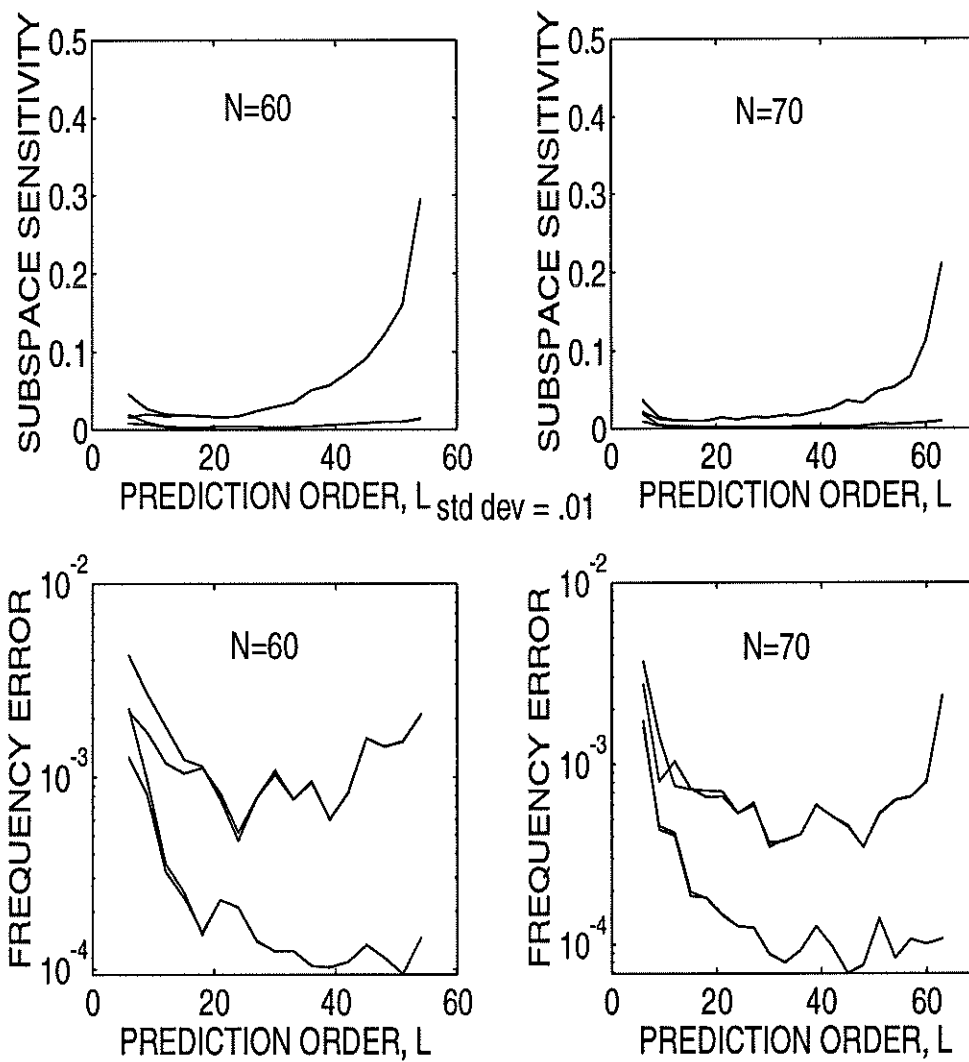 SUBSPACE SENSITIVITY
0.5
0.4
0.3
0.2
0.1
0
N=60
0 20 40 60
PREDICTION ORDER, L
SUBSPACE SENSITIVITY
0.5
0.4
0.3
0.2
0.1
0
N=70
0 20 40 60
PREDICTION ORDER, L
std dev = .01
FREQUENCY ERROR
10-2
10-3
10-4
N=60
0 20 40 60
PREDICTION ORDER, L
FREQUENCY ERROR
10-2
10-3
10-4
N=70
0 20 40 60
PREDICTION ORDER, L